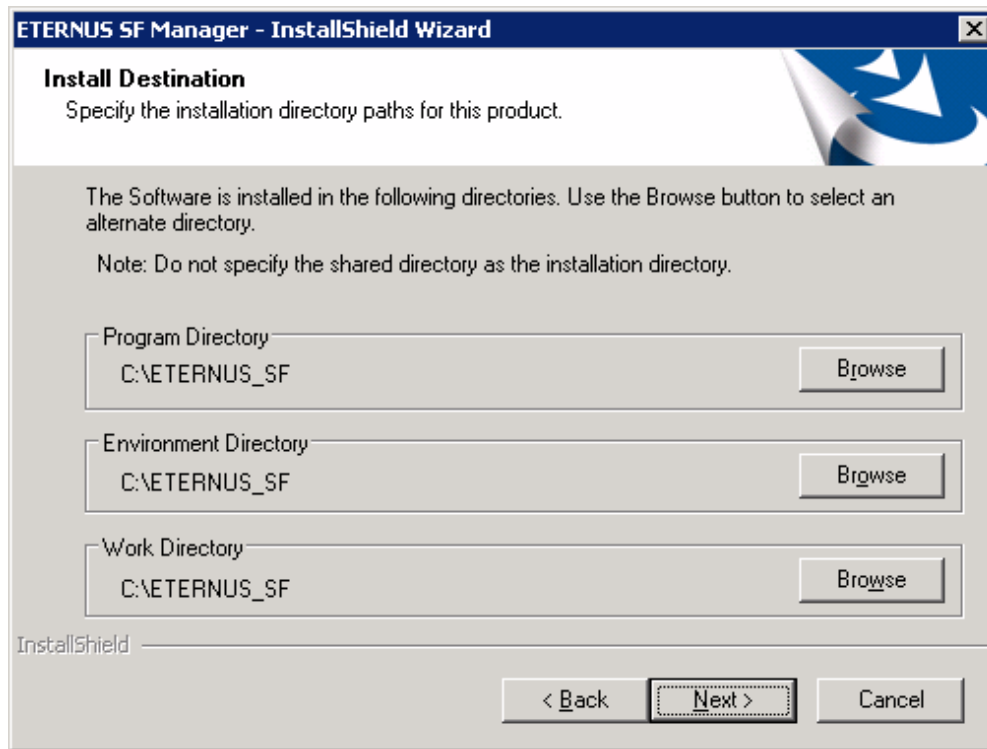 ETERNUS SF Manager - InstallShield Wizard
Install Destination
Specify the installation directory paths for this product.
The Software is installed in the following directories. Use the Browse button to select an
alternate directory.
Note: Do not specify the shared directory as the installation directory.
Program Directory
C:\ETERNUS_SF
Browse
Environment Directory
C:\ETERNUS_SF
Browse
Work Directory
C:\ETERNUS_SF
Browse
InstallShield
< Back
Next >
Cancel